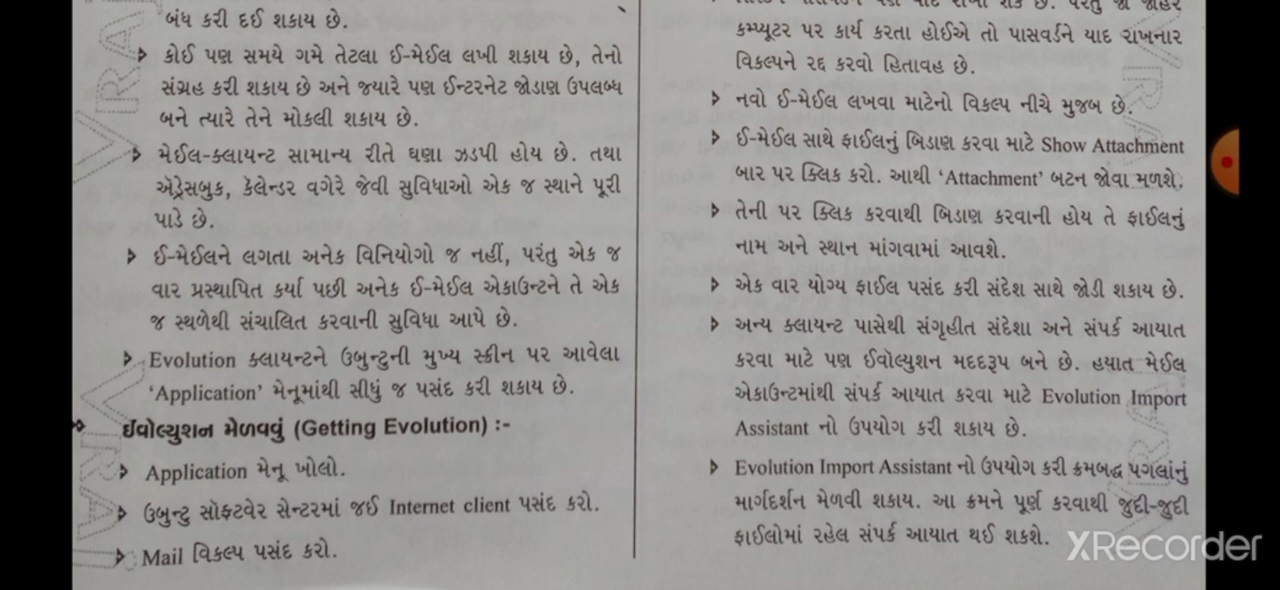 બંધ કરી દઈ શકાય છે.
કોઈ પણ સમયે ગમે તેટલા ઈ-મેઈલ લખી શકાય છે, તેનો
સંગ્રહ કરી શકાય છે અને જ્યારે પણ ઈન્ટરનેટ જોડાણ ઉપલબ્ધ
બને ત્યારે તેને મોકલી શકાય છે.
મેઈલ-ક્લાયન્ટ સામાન્ય રીતે ઘણા ઝડપી હોય છે. તથા
ઍડ્રેસબુક, કૅલેન્ડર વગેરે જેવી સુવિધાઓ એક જ સ્થાને પૂરી
પાડે છે.
ઈ-મેઈલને લગતા અનેક વિનિયોગો જ નહીં, પરંતુ એક જ
વાર પ્રસ્થાપિત કર્યા પછી અનેક ઈ-મેઈલ એકાઉન્ટને તે એક
જ સ્થળેથી સંચાલિત કરવાની સુવિધા આપે છે.
Evolution ક્લાયન્ટને ઉબુન્ટુની મુખ્ય સ્ક્રીન પર આવેલા
‘Application’ મેનૂમાંથી સીધું જ પસંદ કરી શકાય છે.
ઈવોલ્યુશન મેળવવું (Getting Evolution) :-
Application મેનૂ ખોલો.
ઉબુન્ટુ સૉફ્ટવેર સેન્ટરમાં જઈ Internet client પસંદ કરો.
Mail વિકલ્પ પસંદ કરો.
કમ્પ્યૂટર પર કાર્ય કરતા હોઈએ તો પાસવર્ડને યાદ રાખનાર
વિકલ્પને રદ્દ કરવો હિતાવહ છે.
નવો ઈ-મેઈલ લખવા માટેનો વિકલ્પ નીચે મુજબ છે.
ઈ-મેઈલ સાથે ફાઈલનું બિડાણ કરવા માટે Show Attachment
બાર પર ક્લિક કરો. આથી ‘Attachment’ બટન જોવા મળશે.
તેની પર ક્લિક કરવાથી બિડાણ કરવાની હોય તે ફાઈલનું
નામ અને સ્થાન માંગવામાં આવશે.
એક વાર યોગ્ય ફાઈલ પસંદ કરી સંદેશ સાથે જોડી શકાય છે.
અન્ય ક્લાયન્ટ પાસેથી સંગૃહીત સંદેશા અને સંપર્ક આયાત
કરવા માટે પણ ઈવોલ્યુશન મદદરૂપ બને છે. હયાત મેઈલ
એકાઉન્ટમાંથી સંપર્ક આયાત કરવા માટે Evolution Import
Assistant નો ઉપયોગ કરી શકાય છે.
Evolution Import Assistant નો ઉપયોગ કરી ક્રમબદ્ધ પગલાંનું
માર્ગદર્શન મેળવી શકાય. આ ક્રમને પૂર્ણ કરવાથી જુદી-જુદી
ફાઈલોમાં રહેલ સંપર્ક આયાત થઈ શકશે.
XRecorder